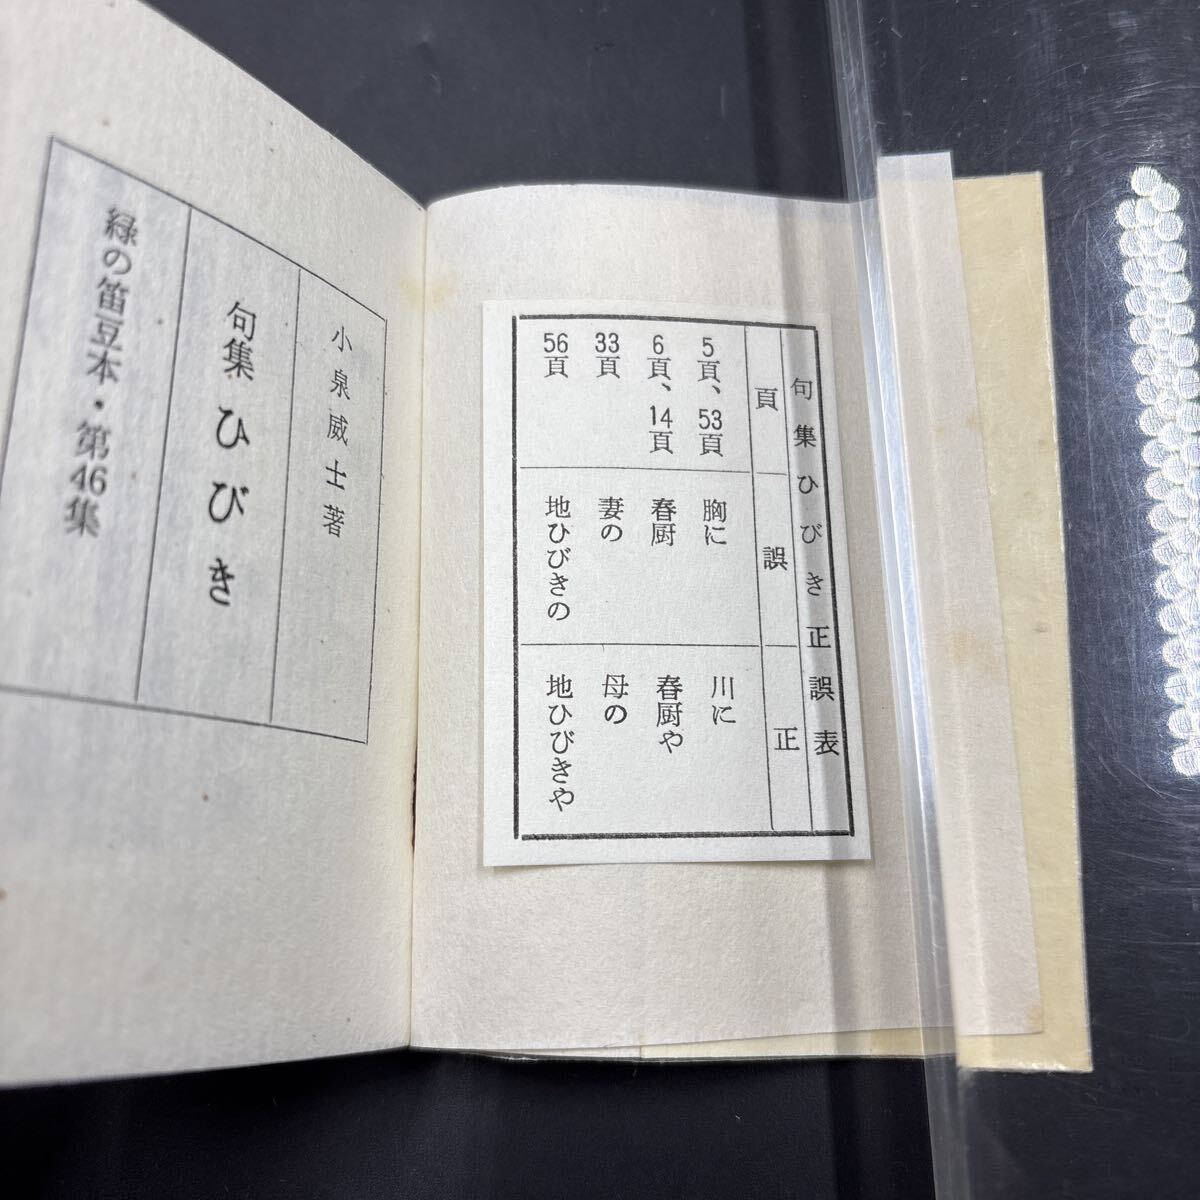 小泉威士著
句集 ひびき
緑の笛豆本・第46集
句集ひびき正誤表
頁 誤 正
5頁、53頁 胸に 川に
6頁、14頁 春厨 春厨や
33頁 妻の 母の
56頁 地ひびきの 地ひびきや